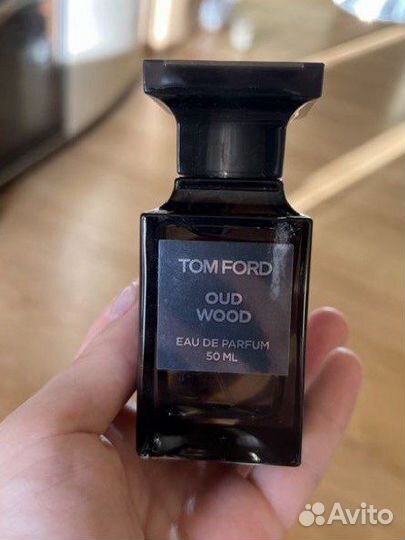 TOM FORD
OUD
WOOD
EAU DE PARFUM
50 ML
Avito